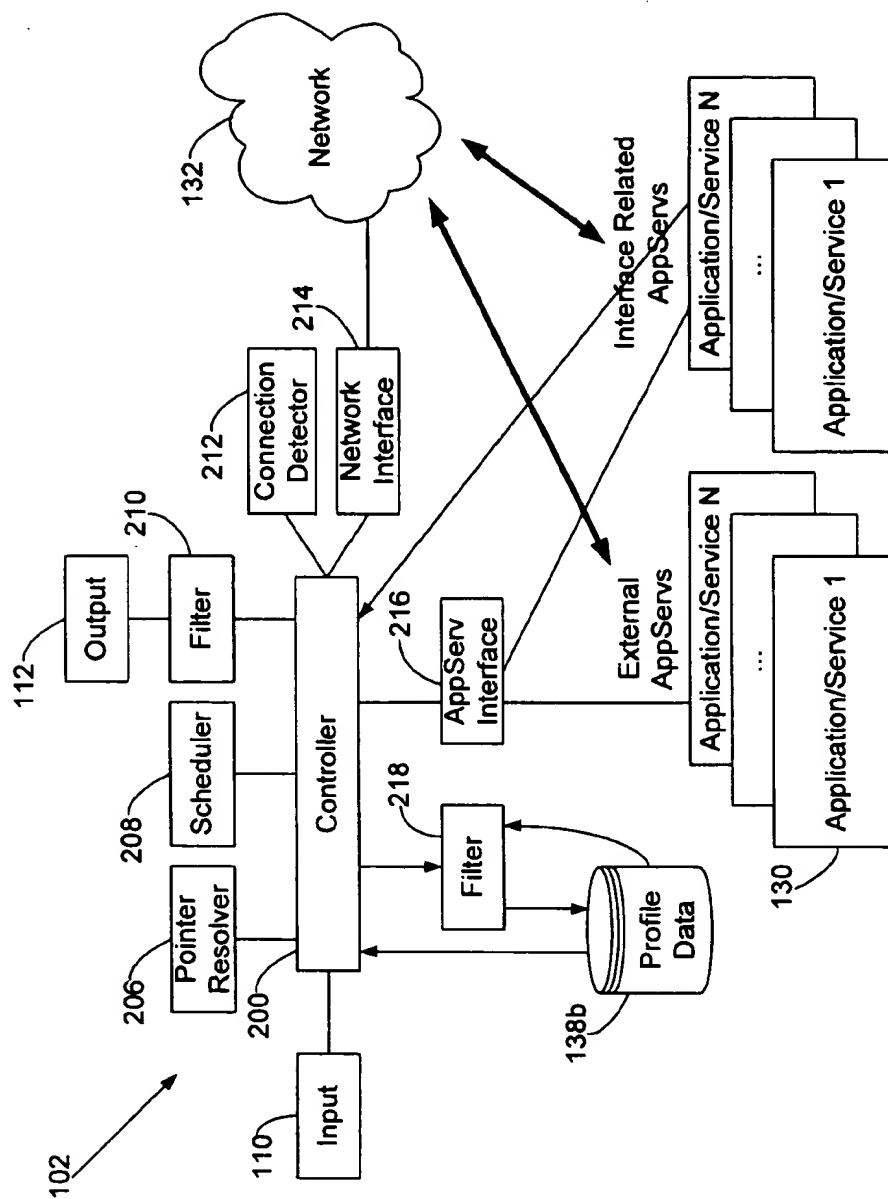 102
112
Output
210
Filter
208
Scheduler
206
Pointer
Resolver
200
Controller
110
Input
212
Connection
Detector
214
Network
Interface
132
Network
216
AppServ
Interface
218
Filter
138b
Profile
Data
External
AppServs
Application/Service N
...
Application/Service 1
130
Interface Related
AppServs
Application/Service N
...
Application/Service 1